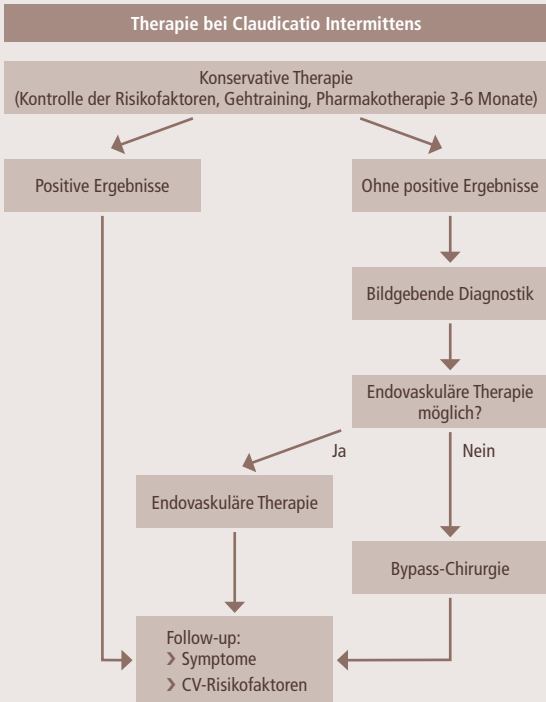 Therapie bei Claudicatio Intermittens
Konservative Therapie
(Kontrolle der Risikofaktoren, Gehtraining, Pharmakotherapie 3-6 Monate)
Positive Ergebnisse
Ohne positive Ergebnisse
Bildgebende Diagnostik
Endovaskuläre Therapie
möglich?
Ja
Nein
Endovaskuläre Therapie
Bypass-Chirurgie
Follow-up:
❯ Symptome
❯ CV-Risikofaktoren